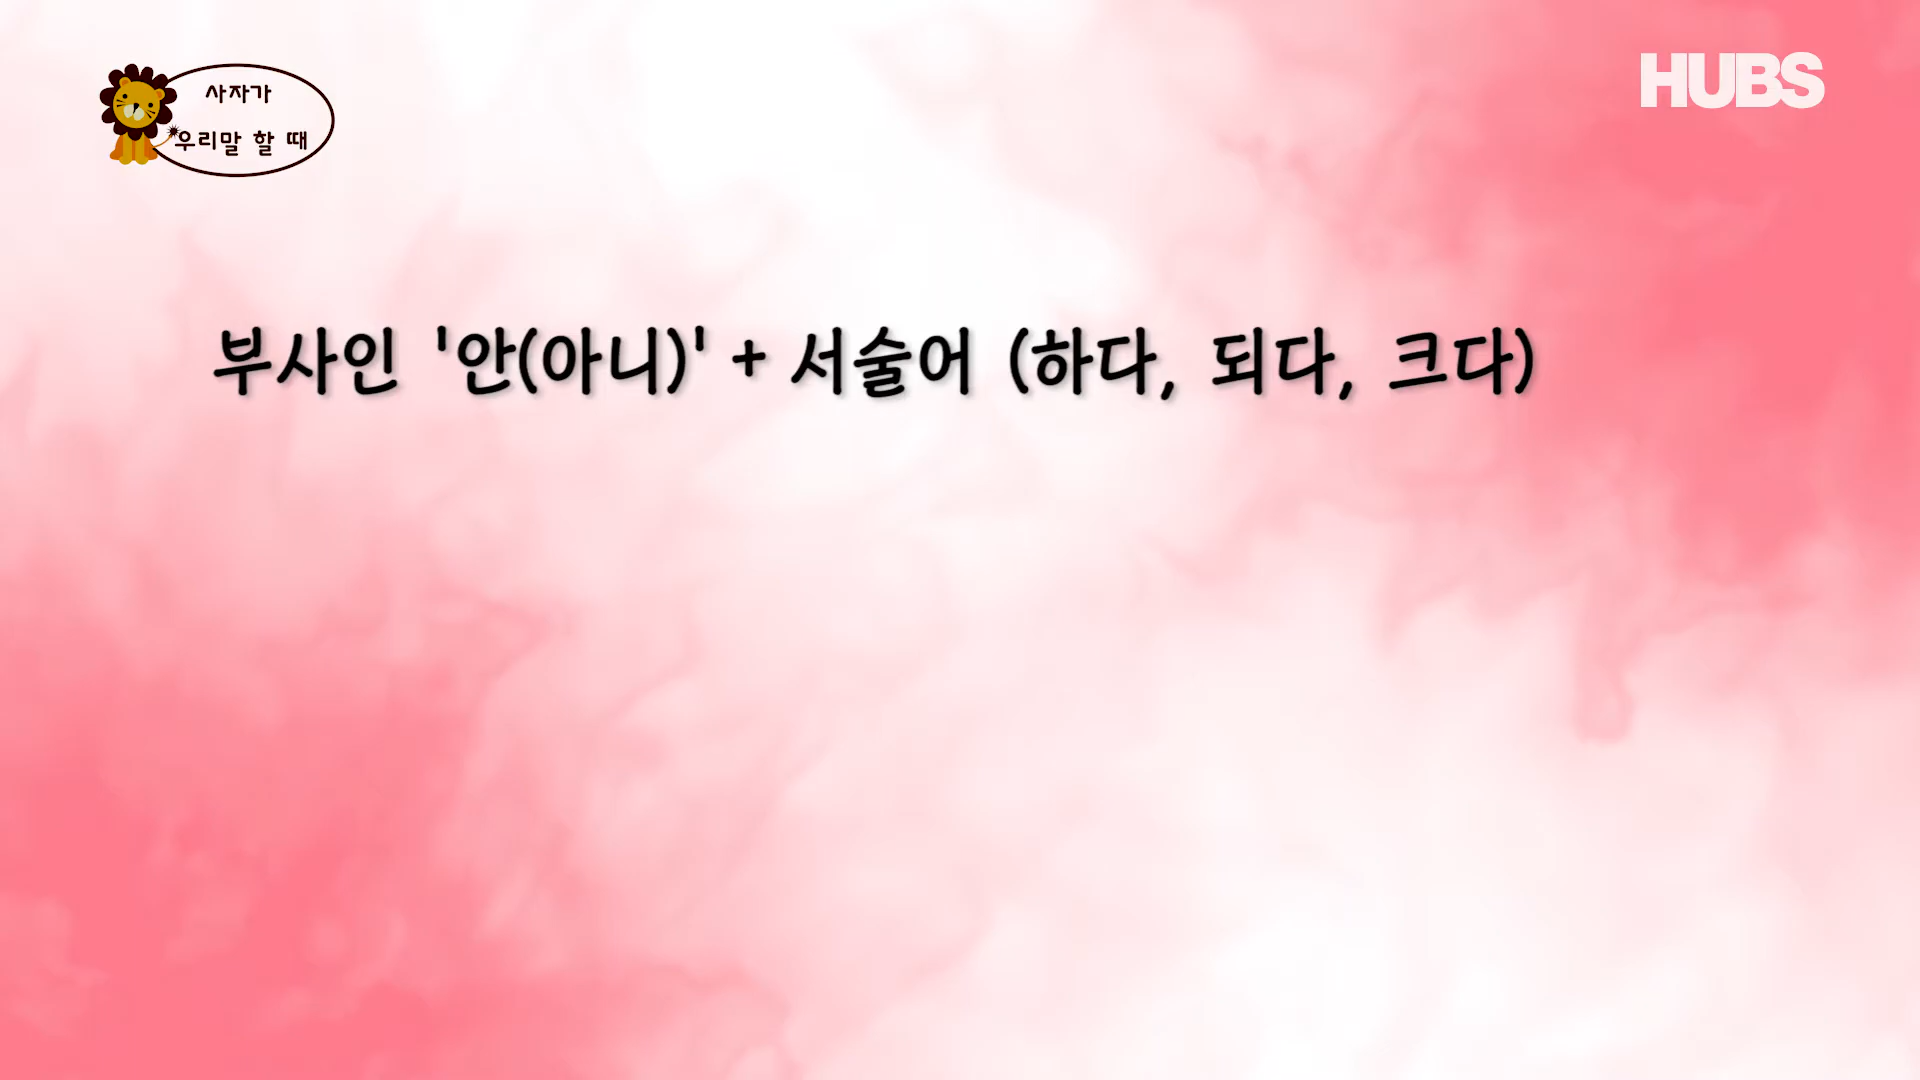 사자가
우리말 할 때
HUBS
부사인 '안(아니)' + 서술어 (하다, 되다, 크다)